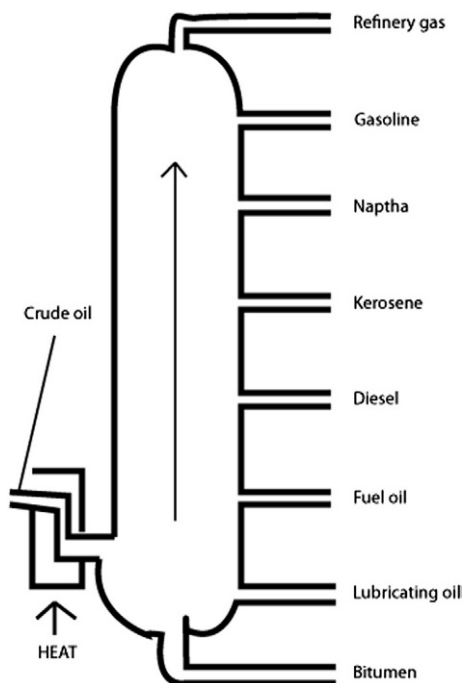 Refinery gas
Gasoline
Naptha
Kerosene
Crude oil
Diesel
Fuel oil
Lubricating oil
HEAT
Bitumen